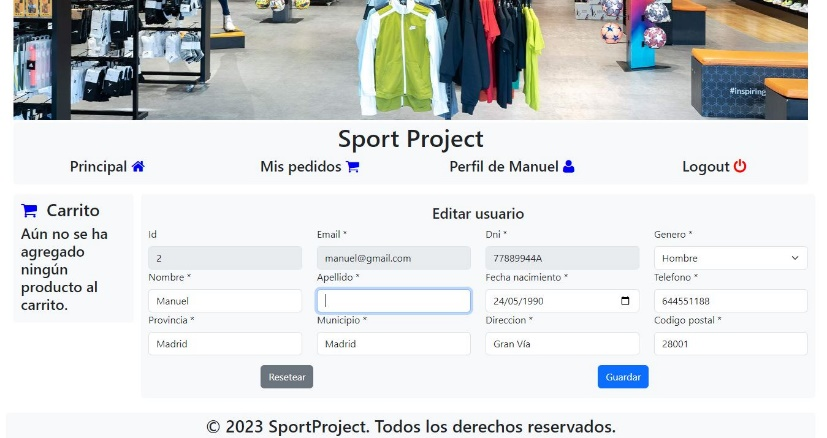 #inspiring
Sport Project
Principal Mis pedidos Perfil de Manuel Logout
Carrito
Aún no se ha
agregado
ningún
producto al
carrito.
Editar usuario
Id Email * Dni * Genero *
2 manuel@gmail.com 77889944A Hombre
Nombre * Apellido * Fecha nacimiento * Telefono *
Manuel 24/05/1990 644551188
Provincia * Municipio * Direccion * Codigo postal *
Madrid Madrid Gran Vía 28001
Resetear Guardar
© 2023 SportProject. Todos los derechos reservados.